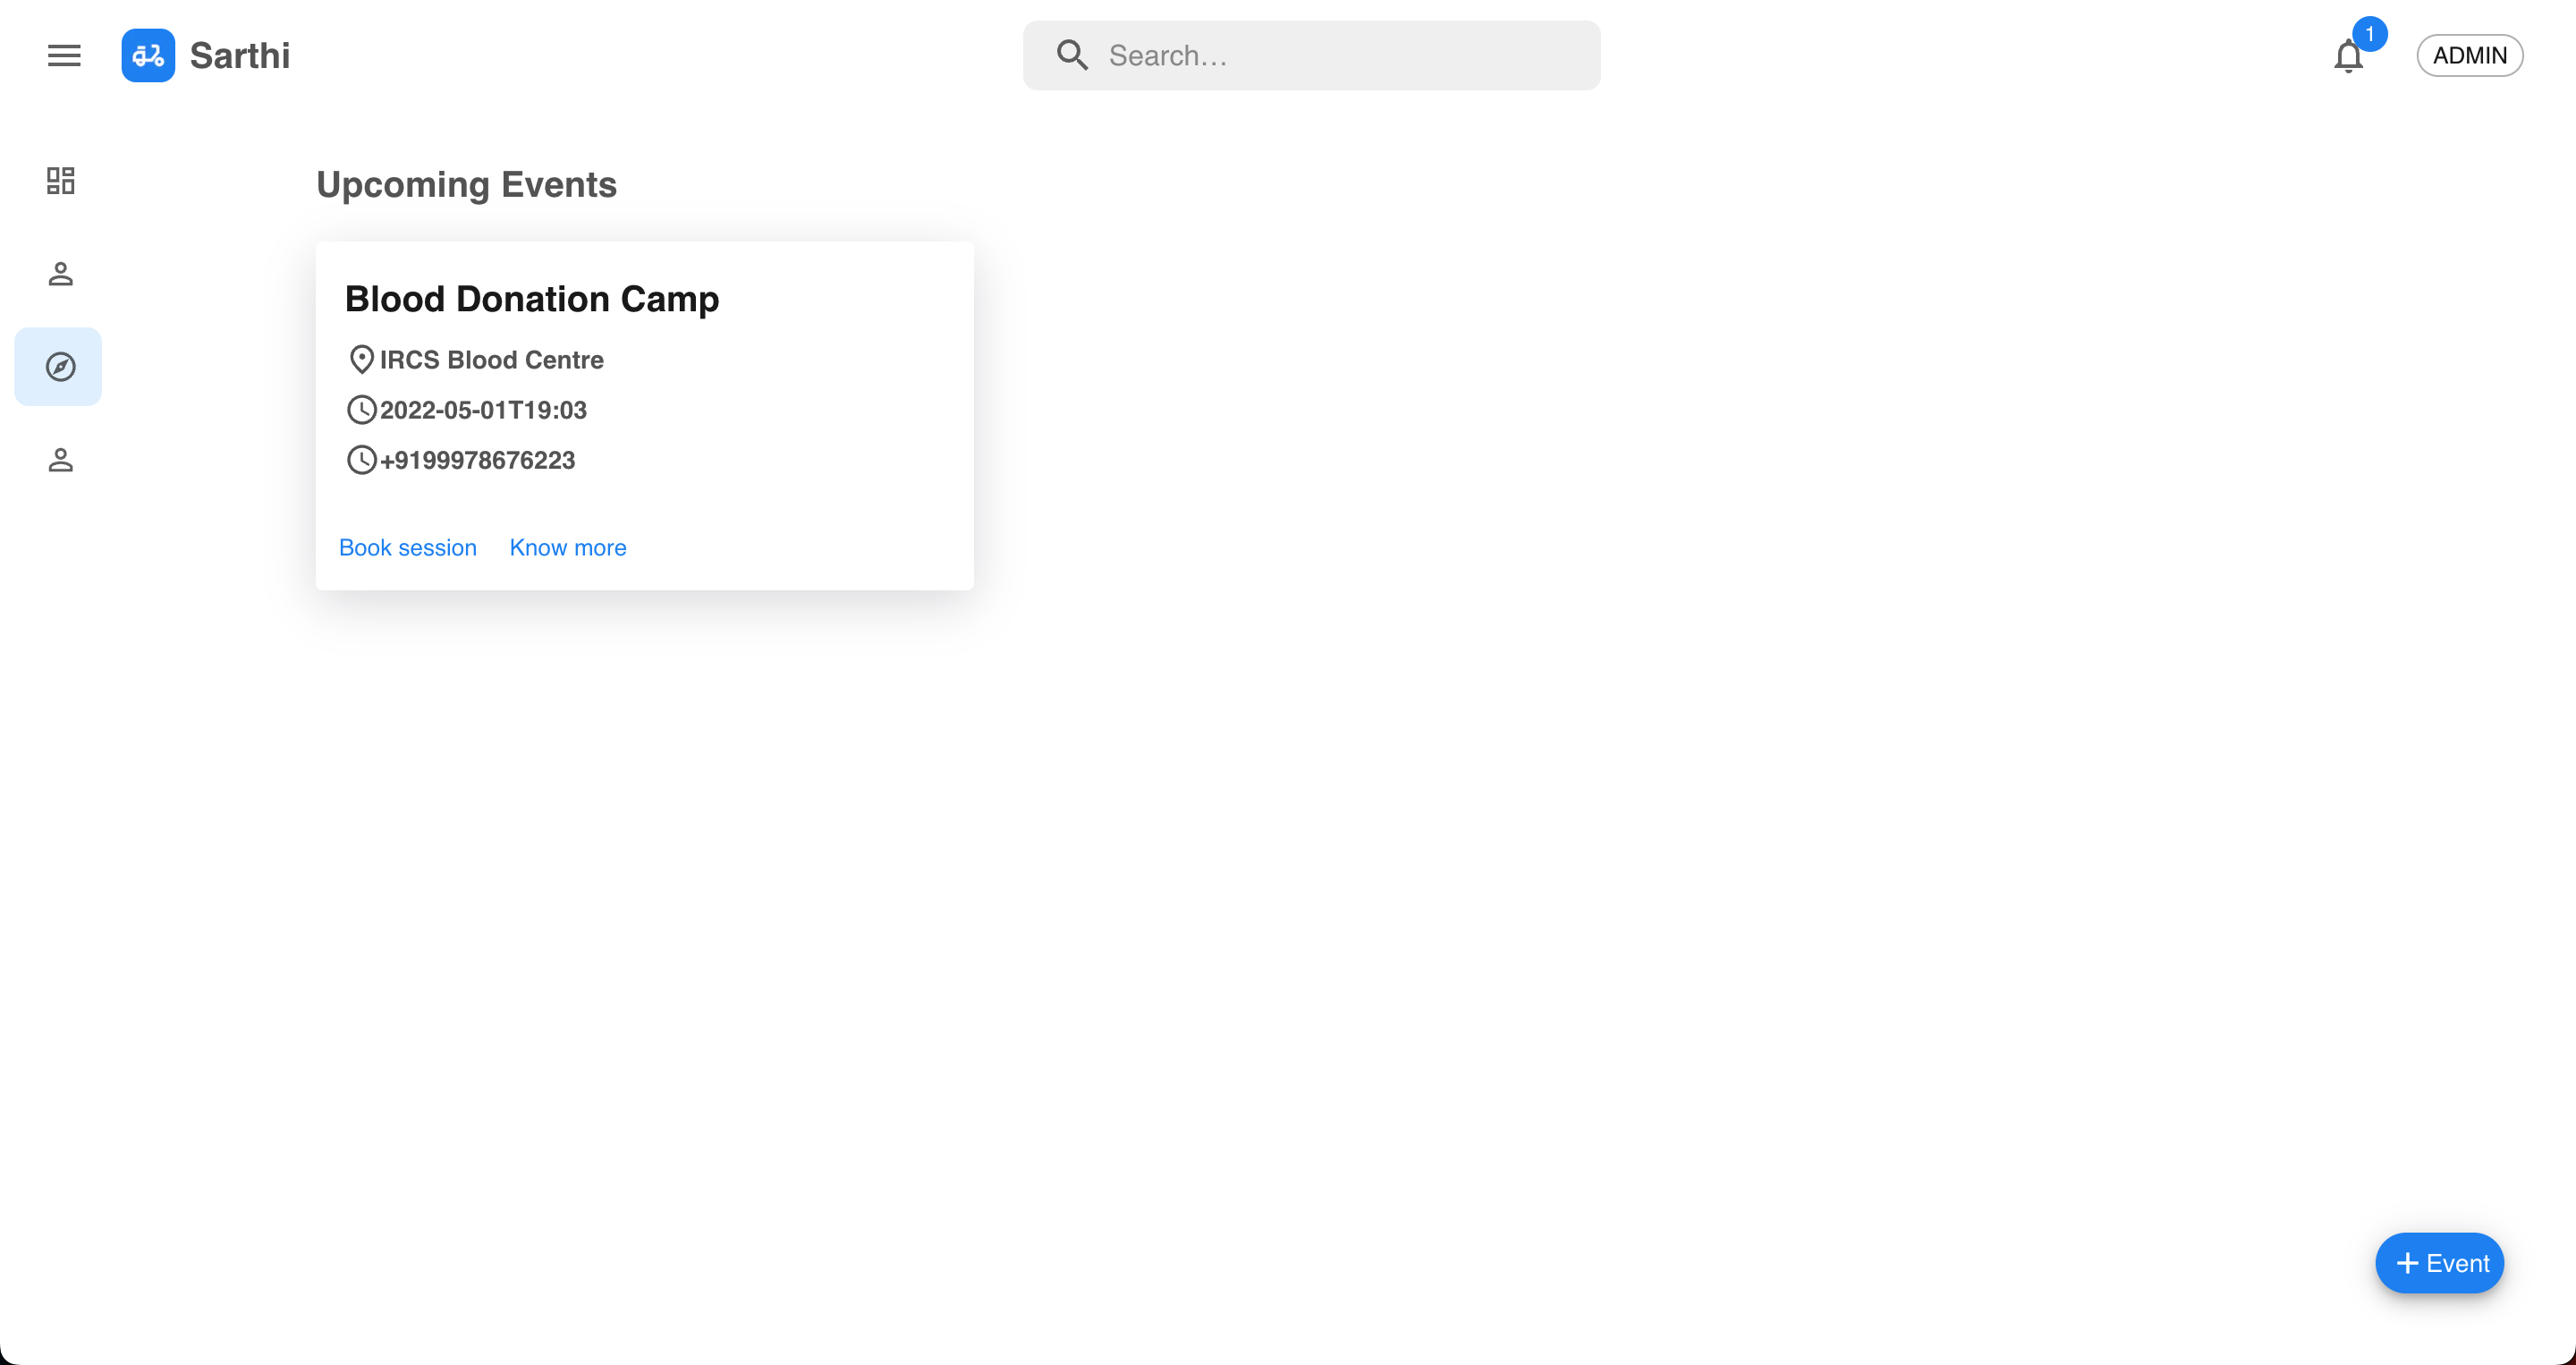 Sarthi
Search…
1
ADMIN
Upcoming Events
Blood Donation Camp
IRCS Blood Centre
2022-05-01T19:03
+9199978676223
Book session Know more
Event